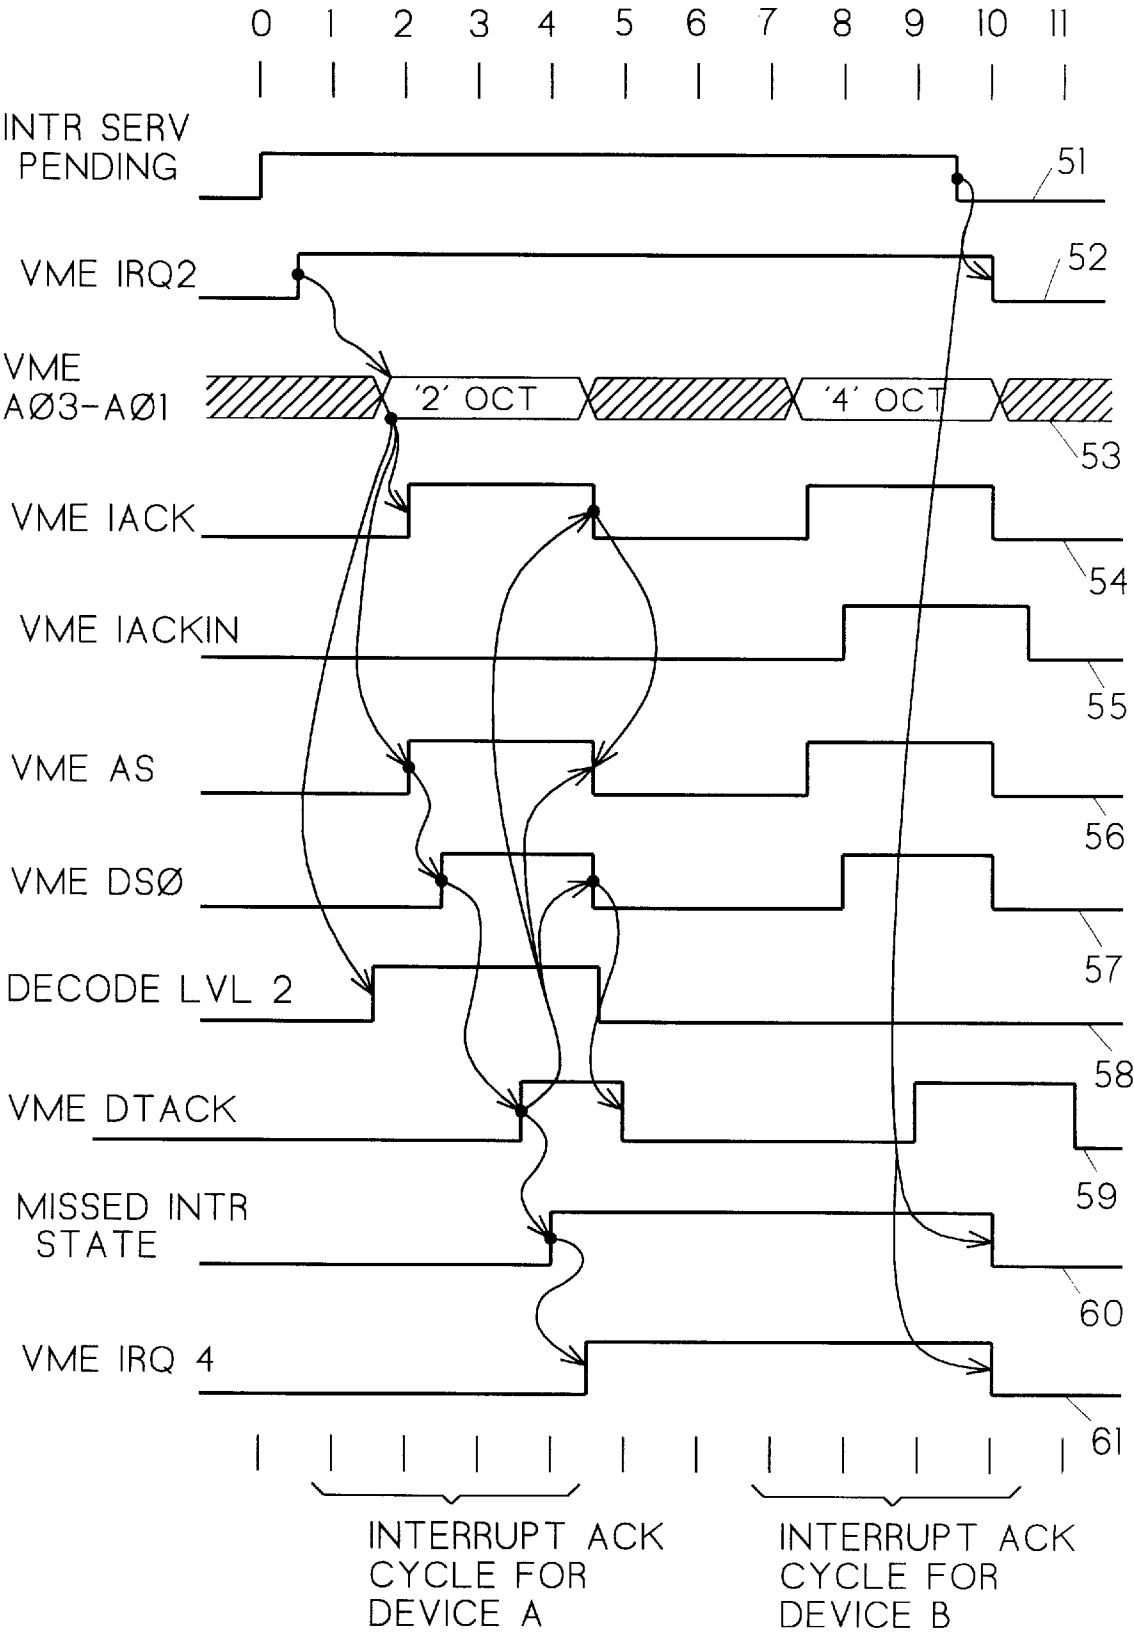 0 1 2 3 4 5 6 7 8 9 10 11
INTR SERV
PENDING
51
VME IRQ2
52
VME
AØ3-AØ1
'2' OCT
'4' OCT
53
VME IACK
54
VME IACKIN
55
VME AS
56
VME DSØ
57
DECODE LVL 2
58
VME DTACK
59
MISSED INTR
STATE
60
VME IRQ 4
61
INTERRUPT ACK
CYCLE FOR
DEVICE A
INTERRUPT ACK
CYCLE FOR
DEVICE B